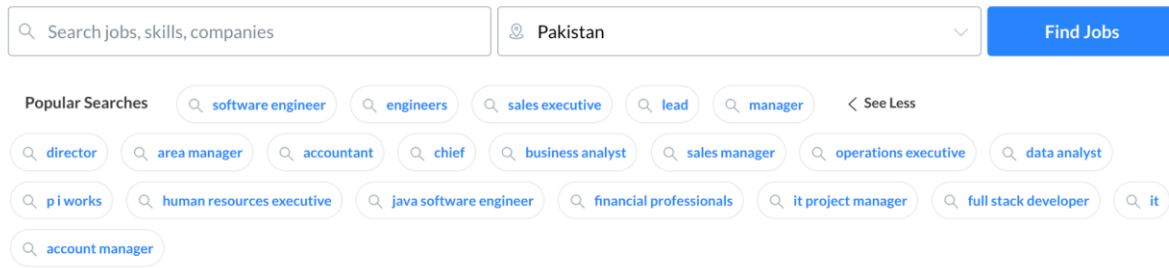 Search jobs, skills, companies Pakistan Find Jobs
Popular Searches software engineer engineers sales executive lead manager See Less
director area manager accountant chief business analyst sales manager operations executive data analyst
p i works human resources executive java software engineer financial professionals it project manager full stack developer it
account manager